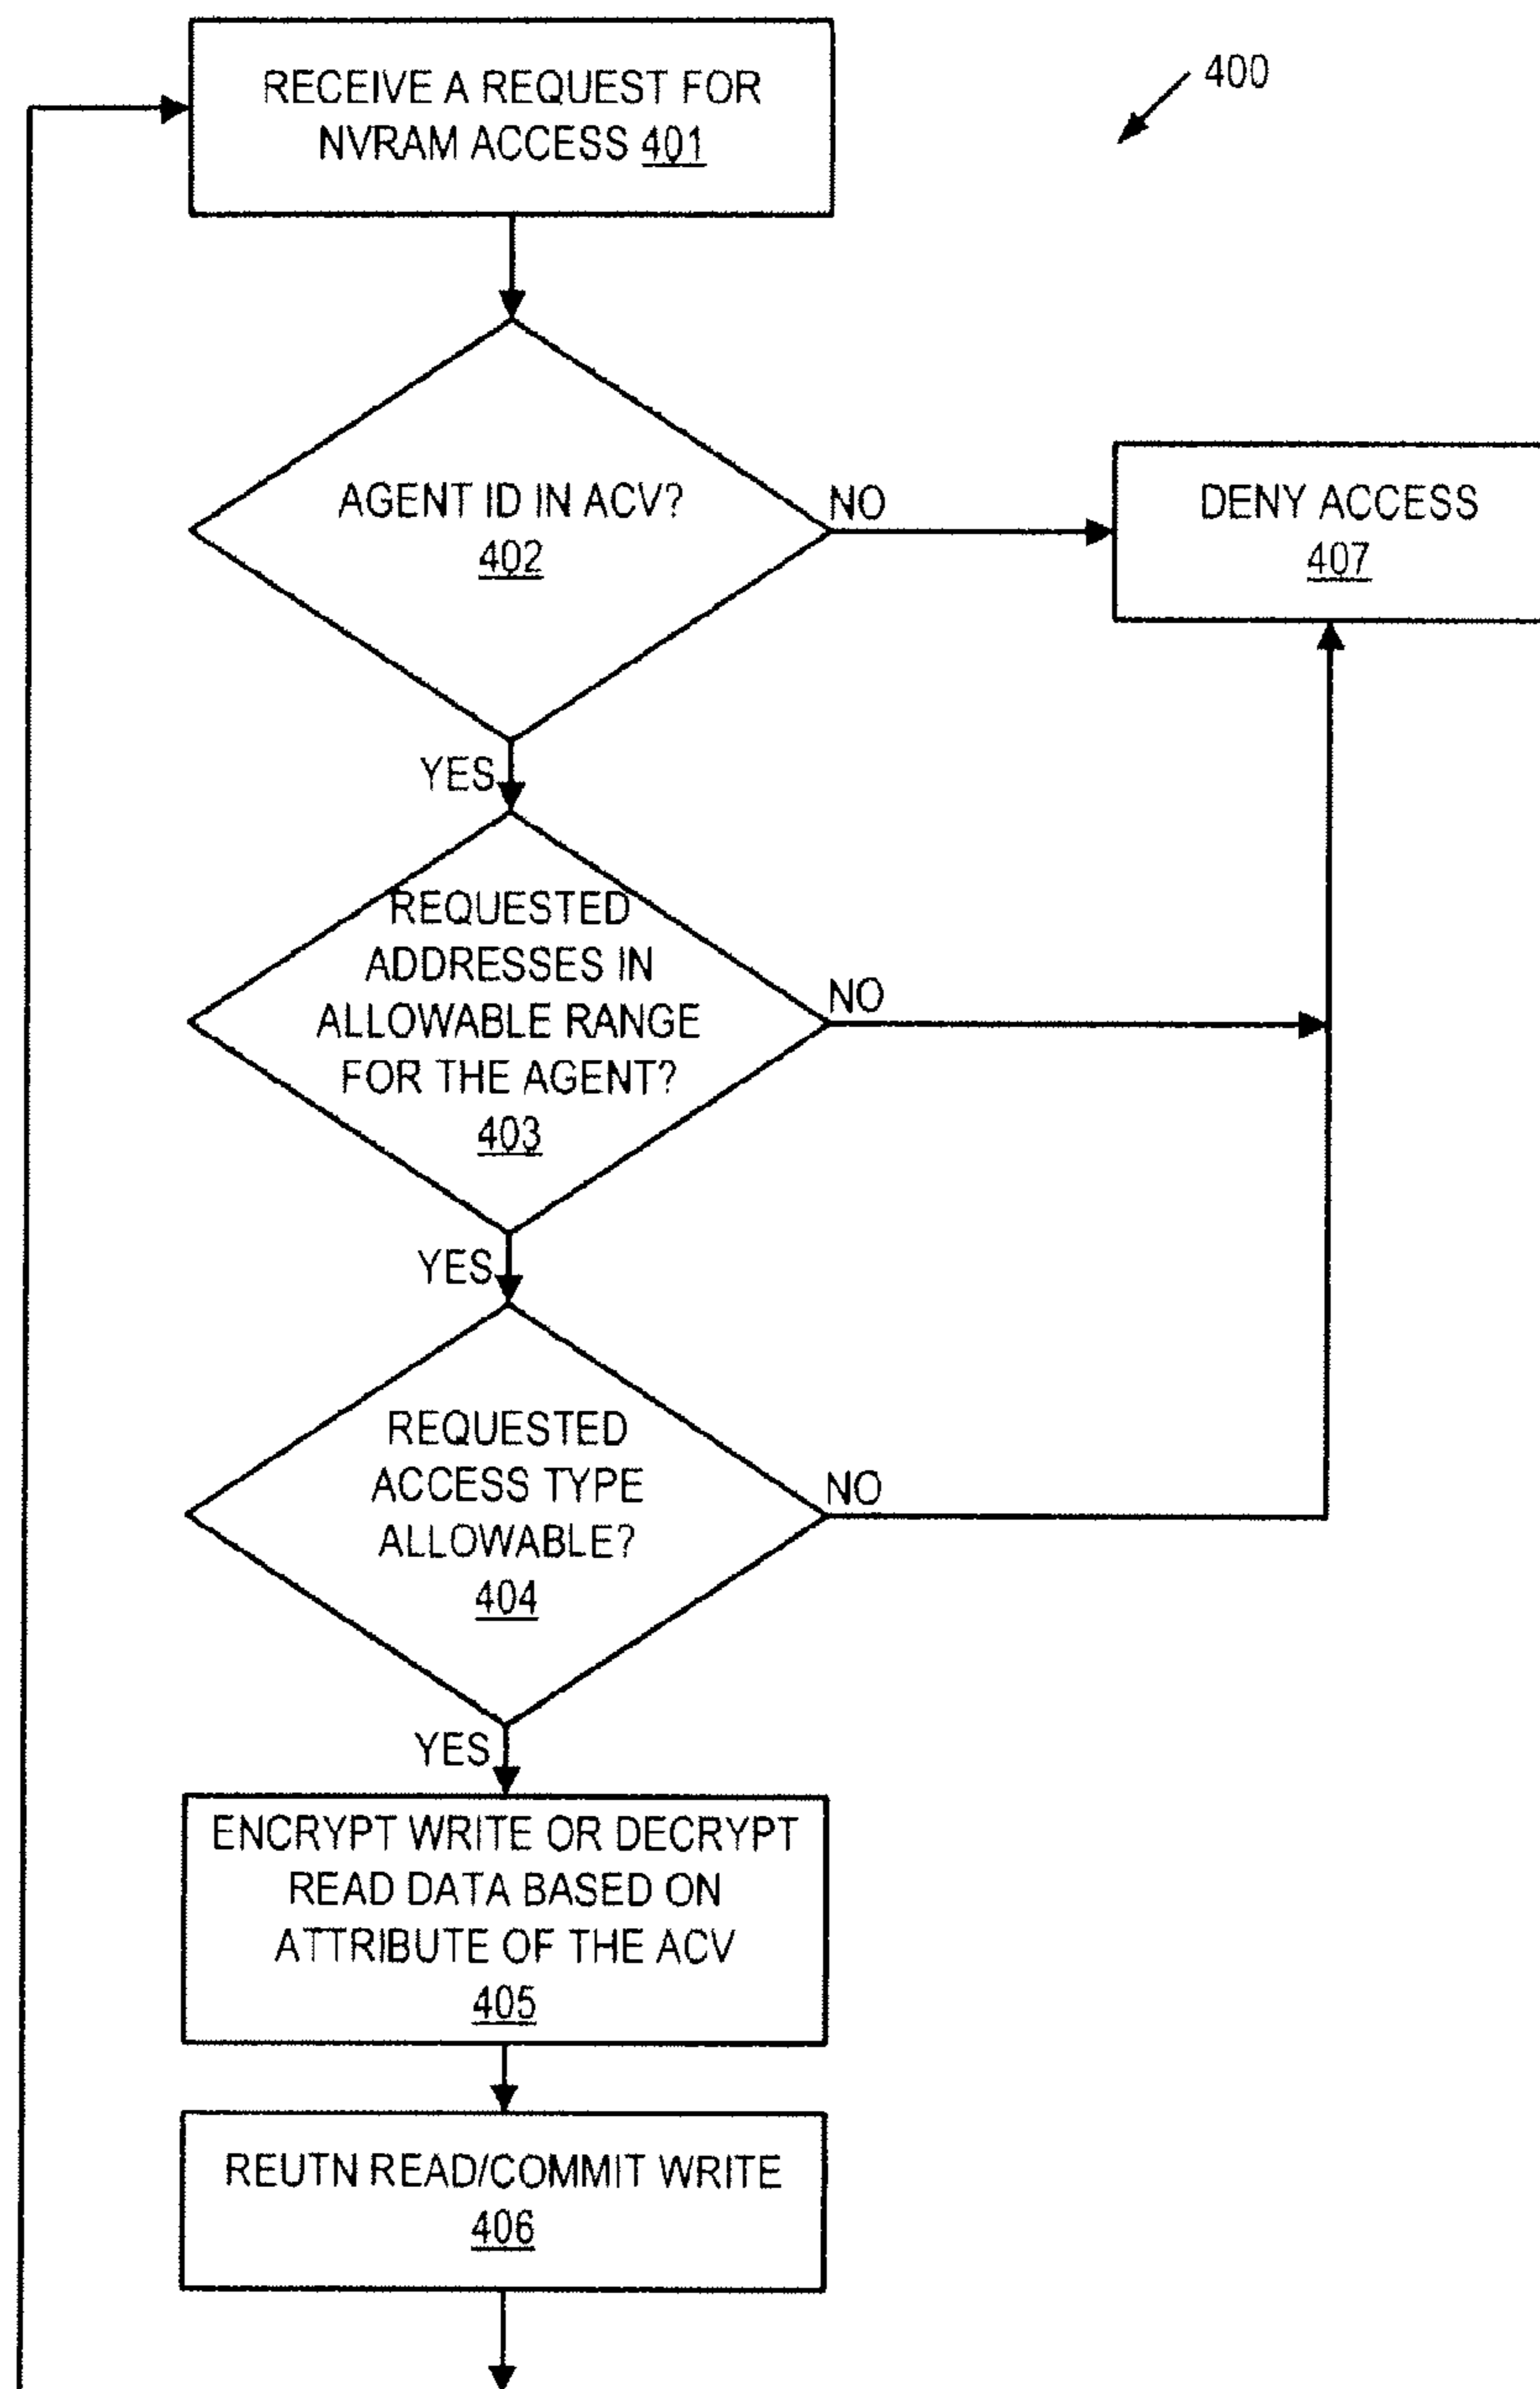 RECEIVE A REQUEST FOR
NVRAM ACCESS 401
400
AGENT ID IN ACV?
402
NO
DENY ACCESS
407
YES
REQUESTED
ADDRESSES IN
ALLOWABLE RANGE
FOR THE AGENT?
403
NO
YES
REQUESTED
ACCESS TYPE
ALLOWABLE?
404
NO
YES
ENCRYPT WRITE OR DECRYPT
READ DATA BASED ON
ATTRIBUTE OF THE ACV
405
REUTN READ/COMMIT WRITE
406